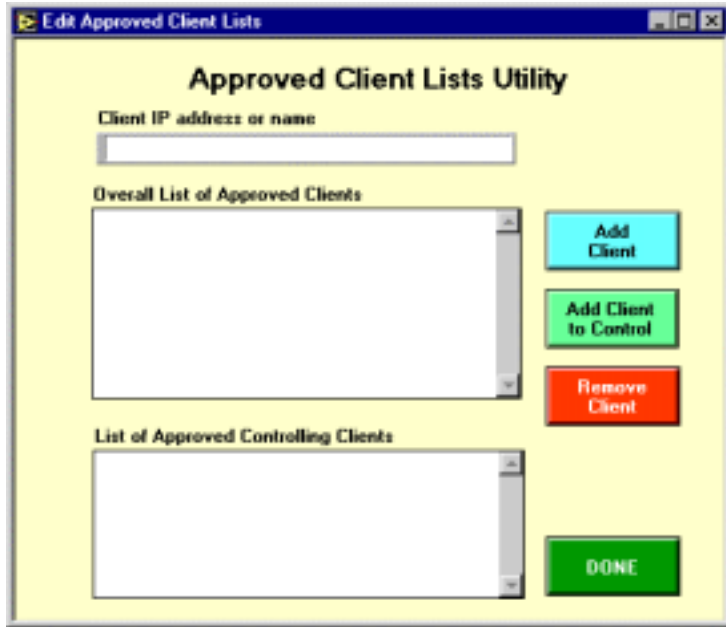 Edit Approved Client Lists
Approved Client Lists Utility
Client IP address or name
Overall List of Approved Clients
Add
Client
Add Client
to Control
Remove
Client
List of Approved Controlling Clients
DONE